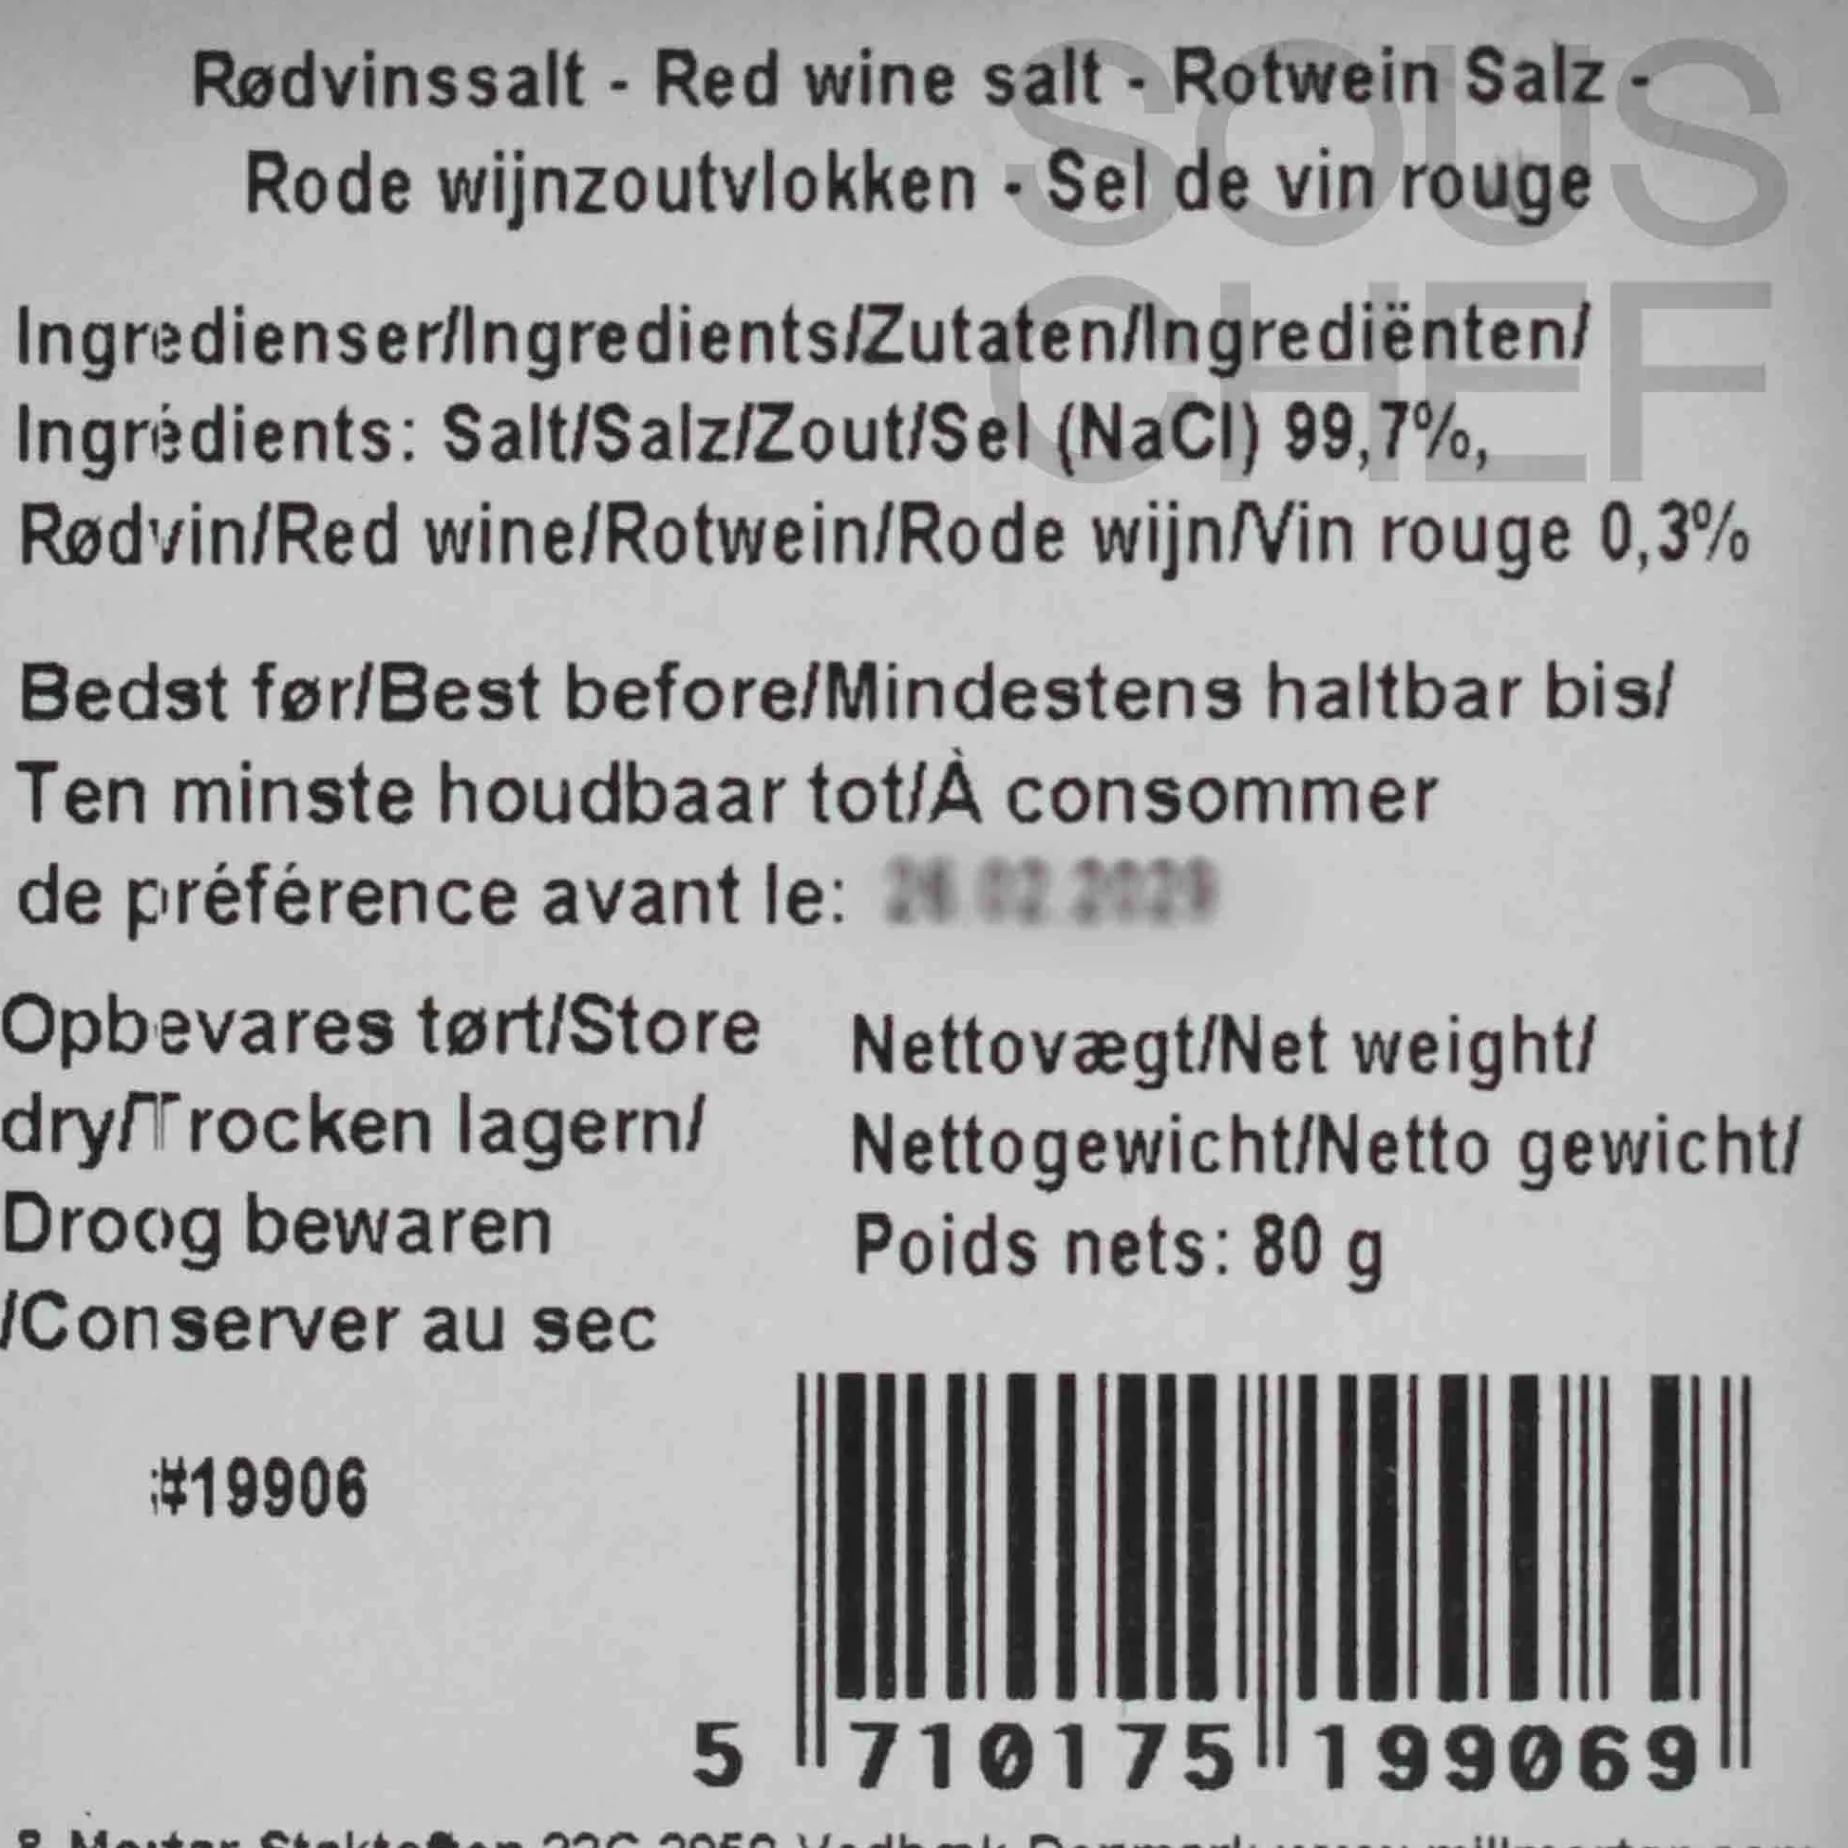 Rødvinssalt - Red wine salt - Rotwein Salz -
Rode wijnzoutvlokken - Sel de vin rouge
SOUS
CHEF
Ingredienser/Ingredients/Zutaten/Ingrediënten/
Ingrédients: Salt/Salz/Zout/Sel (NaCl) 99,7%,
Rødvin/Red wine/Rotwein/Rode wijn/Vin rouge 0,3%
Bedst før/Best before/Mindestens haltbar bis/
Ten minste houdbaar tot/À consommer
de préférence avant le:
Opbevares tørt/Store
dry/Trocken lagern/
Droog bewaren
/Conserver au sec
Nettovægt/Net weight/
Nettogewicht/Netto gewicht/
Poids nets: 80 g
#19906
5 710175 199069